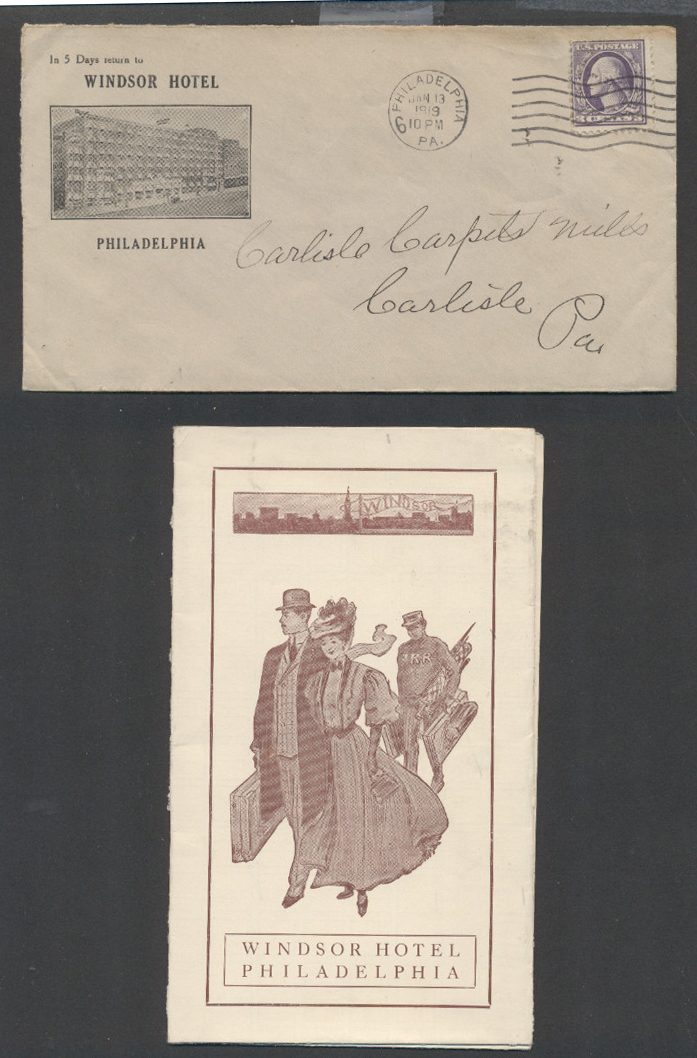 In 5 Days return to
WINDSOR HOTEL
PHILADELPHIA
PHILADELPHIA
JAN 13
1919
10 PM
PA.
6
U.S. POSTAGE
Carlisle Carpets Mills
Carlisle
Pa
WINDSOR
RR
WINDSOR HOTEL
PHILADELPHIA